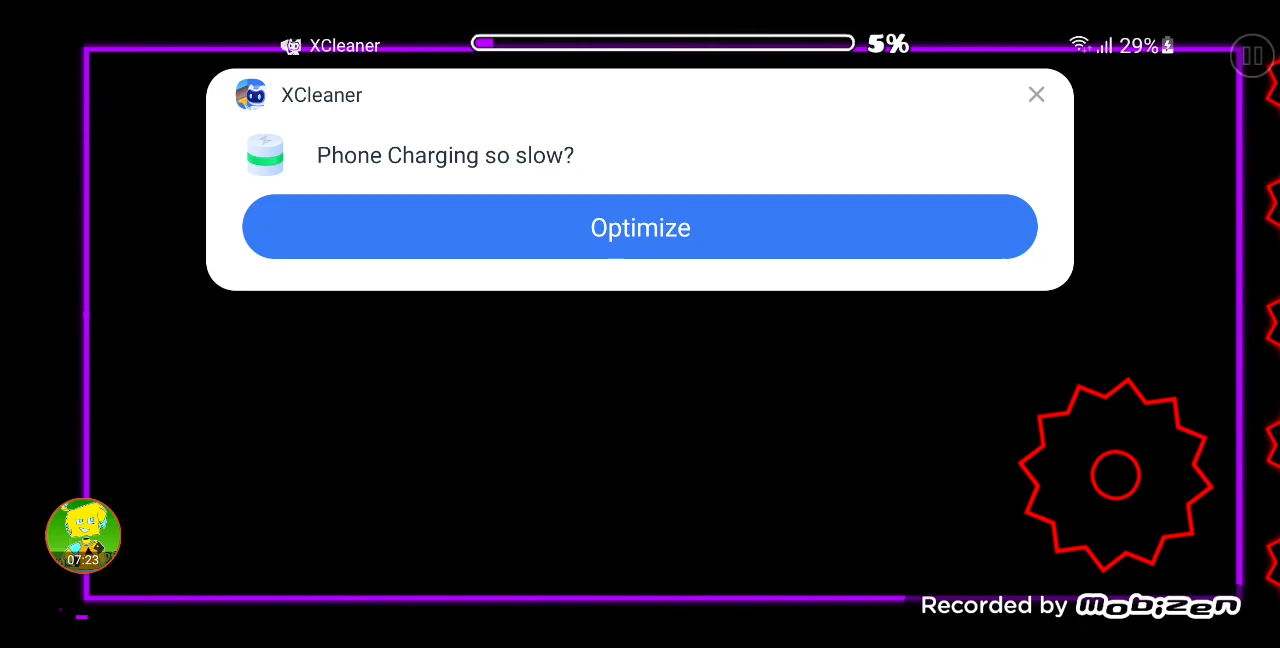 XCleaner
5%
29%
XCleaner
Phone Charging so slow?
Optimize
07:23
Recorded by mobizen